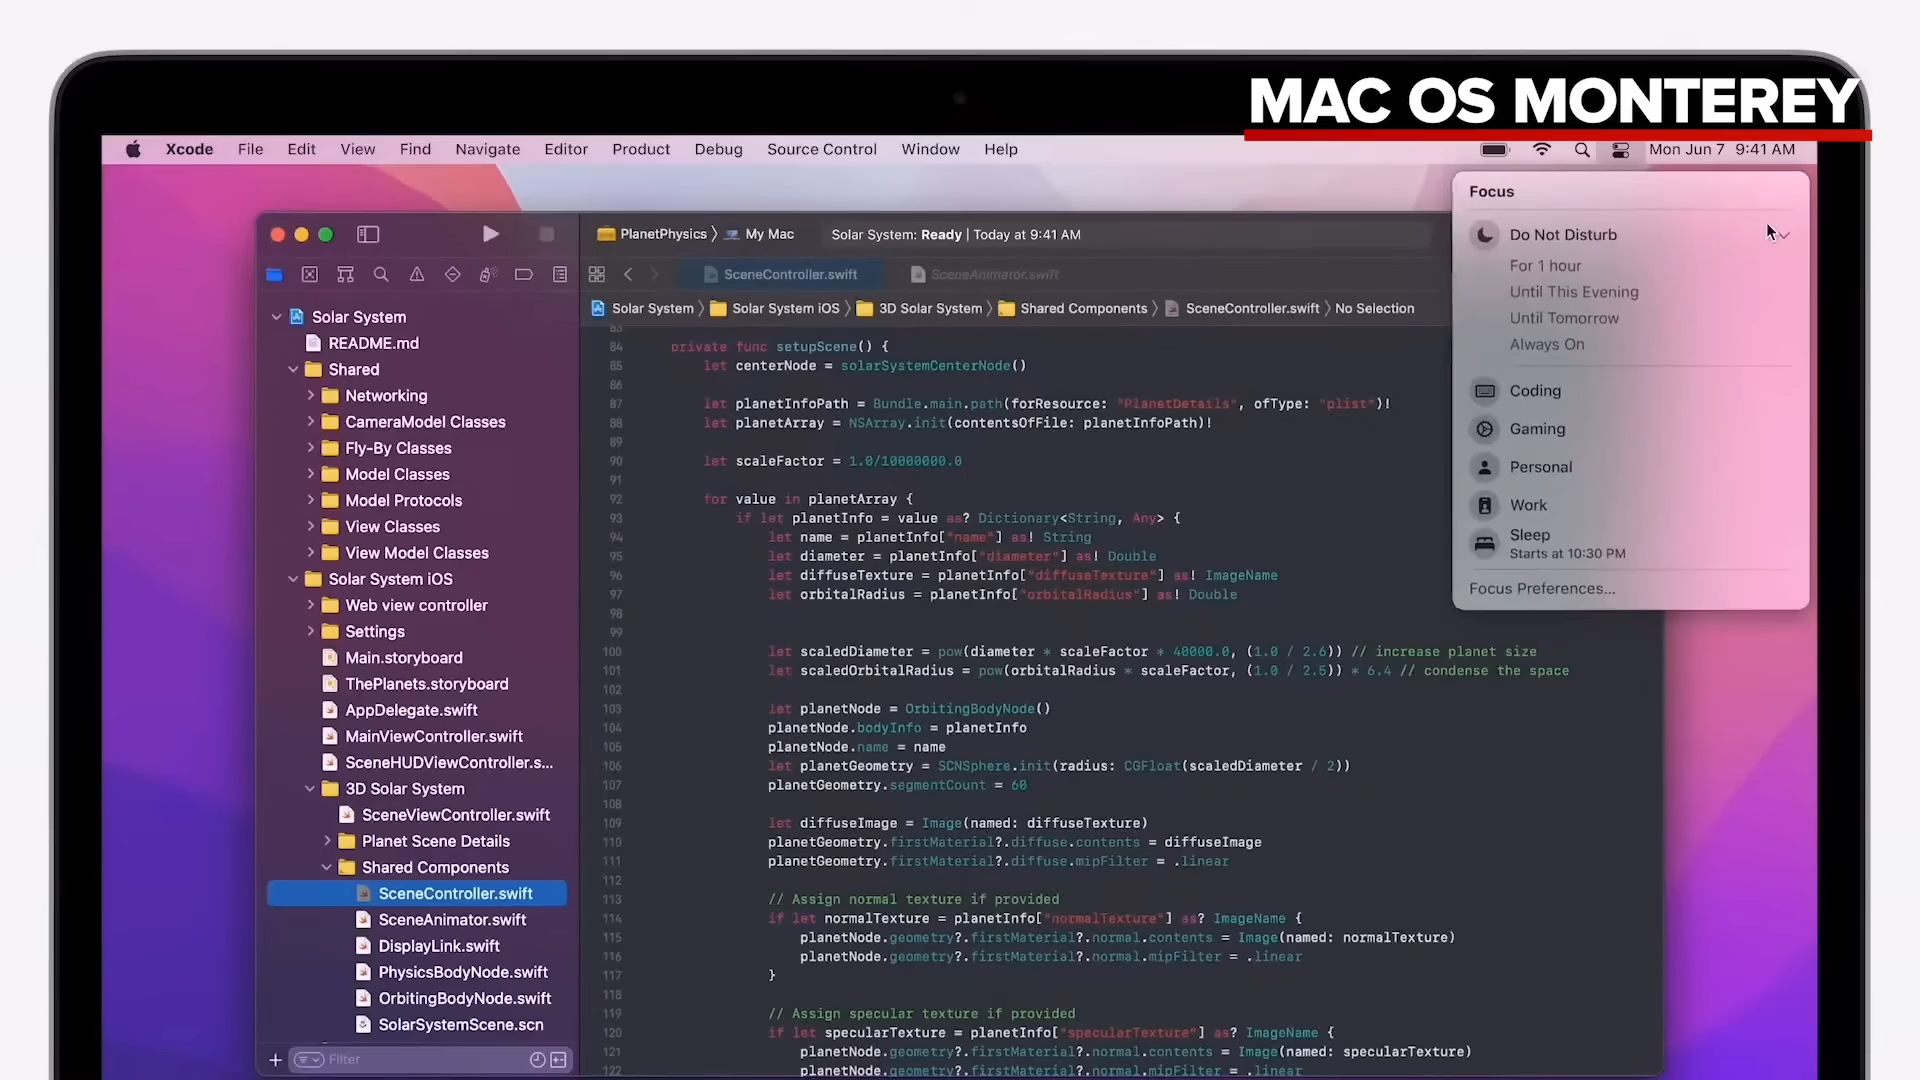 MAC OS MONTEREY
Xcode File Edit View Find Navigate Editor Product Debug Source Control Window Help Mon Jun 7 9:41 AM
Focus
Do Not Disturb
For 1 hour
Until This Evening
Until Tomorrow
Always On
Coding
Gaming
Personal
Work
Sleep
Starts at 10:30 PM
Focus Preferences...
PlanetPhysics My Mac Solar System: Ready | Today at 9:41 AM
SceneController.swift SceneAnimator.swift
Solar System Solar System iOS 3D Solar System Shared Components SceneController.swift No Selection
Solar System
README.md
Shared
Networking
CameraModel Classes
Fly-By Classes
Model Classes
Model Protocols
View Classes
View Model Classes
Solar System iOS
Web view controller
Settings
Main.storyboard
ThePlanets.storyboard
AppDelegate.swift
MainViewController.swift
SceneHUDViewController.s...
3D Solar System
SceneViewController.swift
Planet Scene Details
Shared Components
SceneController.swift
SceneAnimator.swift
DisplayLink.swift
PhysicsBodyNode.swift
OrbitingBodyNode.swift
SolarSystemScene.scn
Filter
83
84 private func setupScene() {
85 let centerNode = solarSystemCenterNode()
86
87 let planetInfoPath = Bundle.main.path(forResource: "PlanetDetails", ofType: "plist")!
88 let planetArray = NSArray.init(contentsOfFile: planetInfoPath)!
89
90 let scaleFactor = 1.0/10000000.0
91
92 for value in planetArray {
93 if let planetInfo = value as? Dictionary<String, Any> {
94 let name = planetInfo["name"] as! String
95 let diameter = planetInfo["diameter"] as! Double
96 let diffuseTexture = planetInfo["diffuseTexture"] as! ImageName
97 let orbitalRadius = planetInfo["orbitalRadius"] as! Double
98
99
100 let scaledDiameter = pow(diameter * scaleFactor * 40000.0, (1.0 / 2.6)) // increase planet size
101 let scaledOrbitalRadius = pow(orbitalRadius * scaleFactor, (1.0 / 2.5)) * 6.4 // condense the space
102
103 let planetNode = OrbitingBodyNode()
104 planetNode.bodyInfo = planetInfo
105 planetNode.name = name
106 let planetGeometry = SCNSphere.init(radius: CGFloat(scaledDiameter / 2))
107 planetGeometry.segmentCount = 60
108
109 let diffuseImage = Image(named: diffuseTexture)
110 planetGeometry.firstMaterial?.diffuse.contents = diffuseImage
111 planetGeometry.firstMaterial?.diffuse.mipFilter = .linear
112
113 // Assign normal texture if provided
114 if let normalTexture = planetInfo["normalTexture"] as? ImageName {
115 planetNode.geometry?.firstMaterial?.normal.contents = Image(named: normalTexture)
116 planetNode.geometry?.firstMaterial?.normal.mipFilter = .linear
117 }
118
119 // Assign specular texture if provided
120 if let specularTexture = planetInfo["specularTexture"] as? ImageName {
121 planetNode.geometry?.firstMaterial?.normal.contents = Image(named: specularTexture)
122 planetNode.geometry?.firstMaterial?.normal.mipFilter = .linear